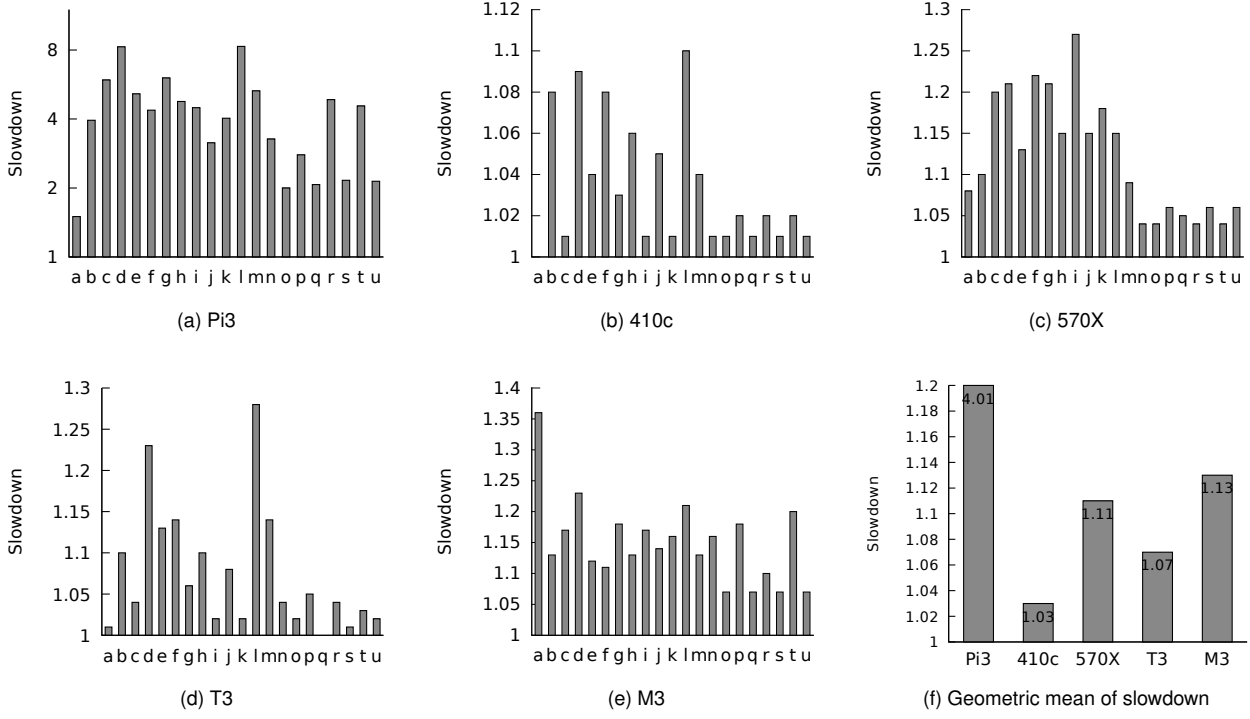 Slowdown
8
4
2
1
a b c d e f g h i j k l m n o p q r s t u
(a) Pi3
Slowdown
1.12
1.1
1.08
1.06
1.04
1.02
1
a b c d e f g h i j k l m n o p q r s t u
(b) 410c
Slowdown
1.3
1.25
1.2
1.15
1.1
1.05
1
a b c d e f g h i j k l m n o p q r s t u
(c) 570X
Slowdown
1.3
1.25
1.2
1.15
1.1
1.05
1
a b c d e f g h i j k l m n o p q r s t u
(d) T3
Slowdown
1.4
1.35
1.3
1.25
1.2
1.15
1.1
1.05
1
a b c d e f g h i j k l m n o p q r s t u
(e) M3
Slowdown
1.2
1.18
1.16
1.14
1.12
1.1
1.08
1.06
1.04
1.02
1
4.01
1.03
1.11
1.07
1.13
Pi3 410c 570X T3 M3
(f) Geometric mean of slowdown